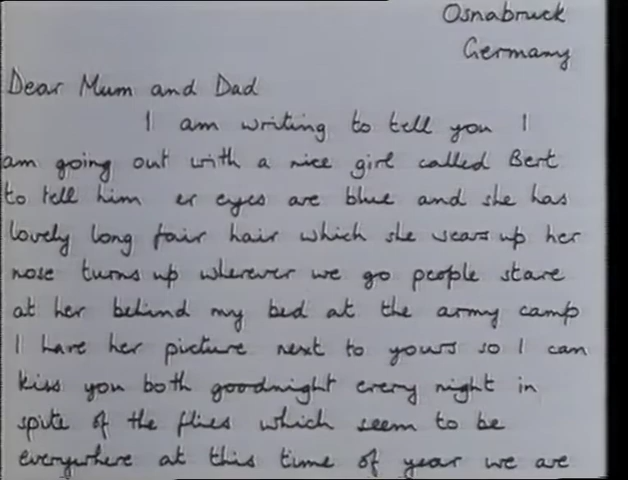 Osnabruck
Germany
Dear Mum and Dad
I am writing to tell you I
am going out with a nice girl called Bert
to tell him er eyes are blue and she has
lovely long fair hair which she wears up her
nose turns up wherever we go people stare
at her behind my bed at the army camp
I have her picture next to yours so I can
kiss you both goodnight every night in
spite of the flies which seem to be
everywhere at this time of year we are